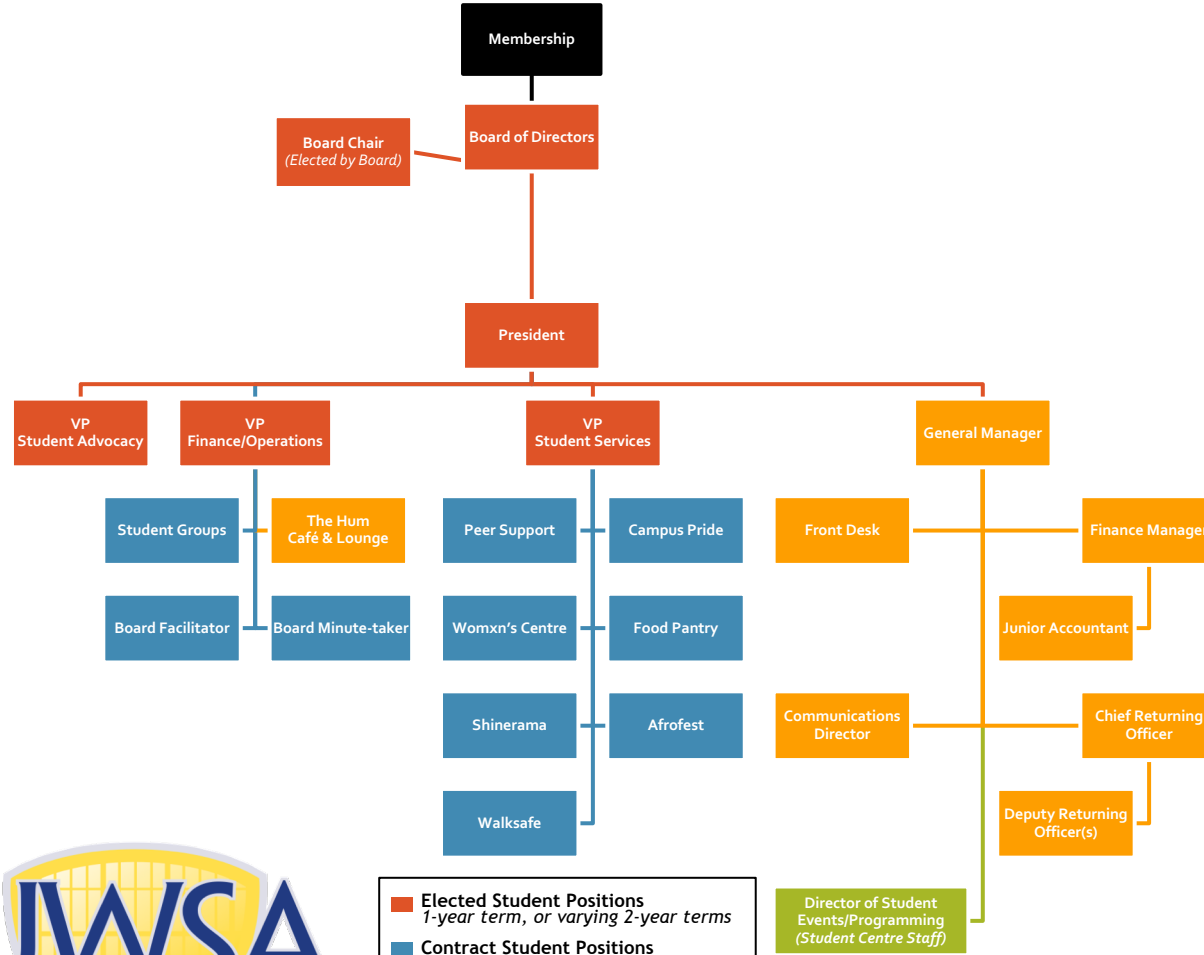 Membership
Board of Directors
Board Chair
(Elected by Board)
President
VP
Student Advocacy
VP
Finance/Operations
VP
Student Services
General Manager
Student Groups
The Hum
Café & Lounge
Peer Support
Campus Pride
Front Desk
Finance Manager
Board Facilitator
Board Minute-taker
Womxn's Centre
Food Pantry
Junior Accountant
Shinerama
Afrofest
Communications
Director
Chief Returning
Officer
Walksafe
Deputy Returning
Officer(s)
UWSA
Elected Student Positions
1-year term, or varying 2-year terms
Contract Student Positions
Director of Student
Events/Programming
(Student Centre Staff)